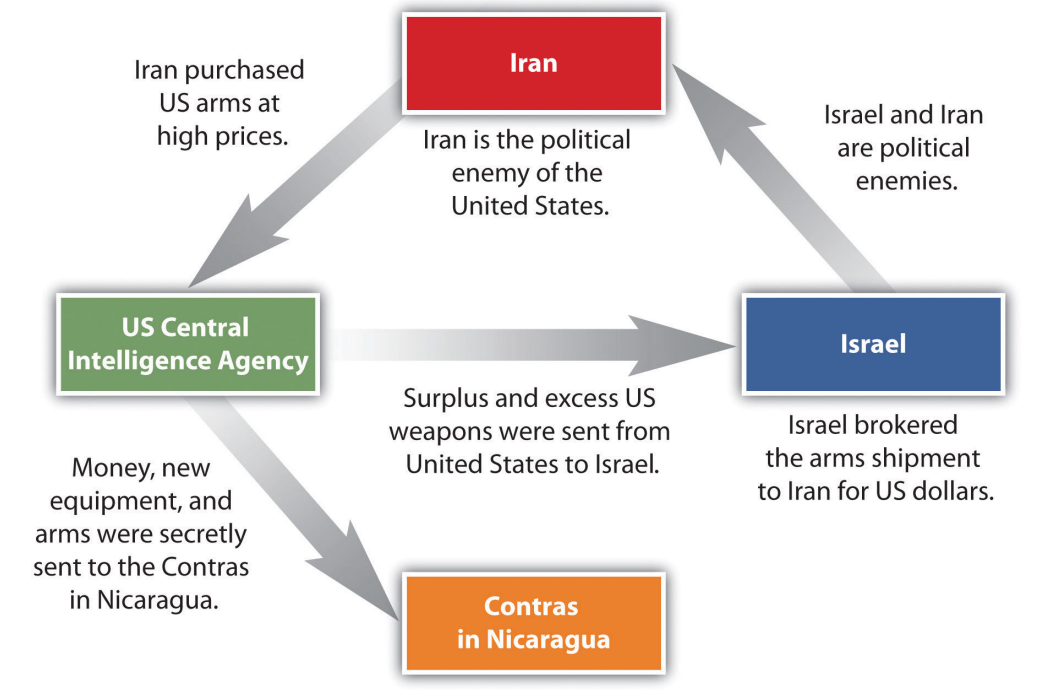 Iran
Iran purchased
US arms at
high prices.
Iran is the political
enemy of the
United States.
Israel and Iran
are political
enemies.
US Central
Intelligence Agency
Israel
Surplus and excess US
weapons were sent from
United States to Israel.
Israel brokered
the arms shipment
to Iran for US dollars.
Money, new
equipment, and
arms were secretly
sent to the Contras
in Nicaragua.
Contras
in Nicaragua